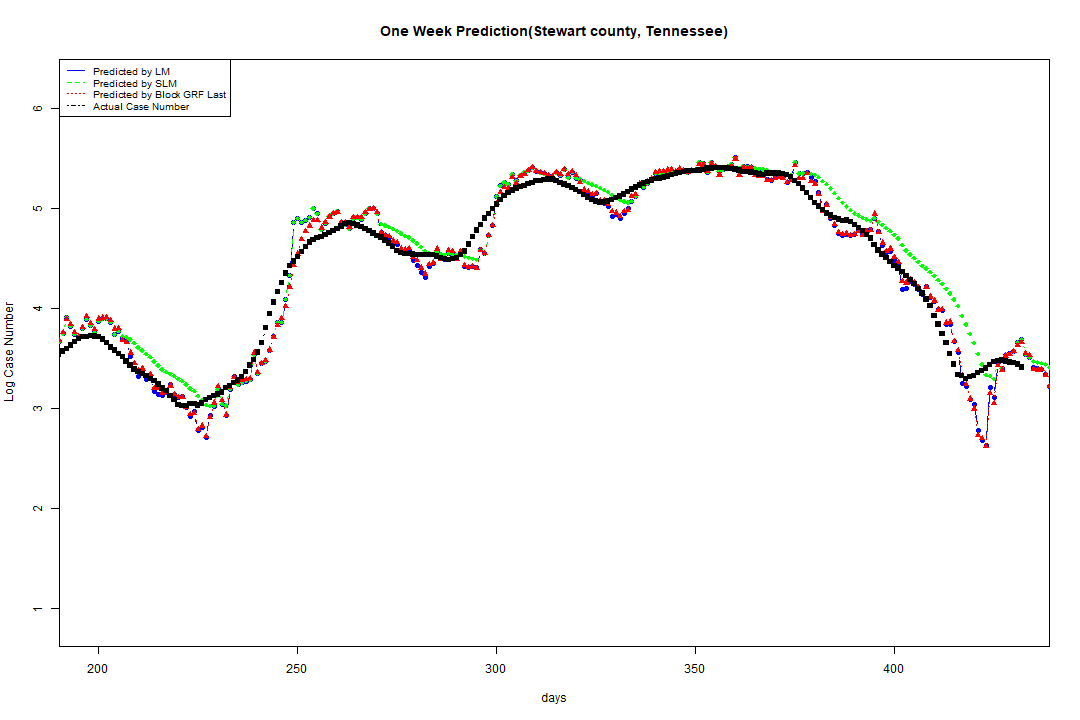 One Week Prediction(Stewart county, Tennessee)
Predicted by LM
Predicted by SLM
Predicted by Block GRF Last
Actual Case Number
6
5
4
3
2
1
Log Case Number
200 250 300 350 400
days